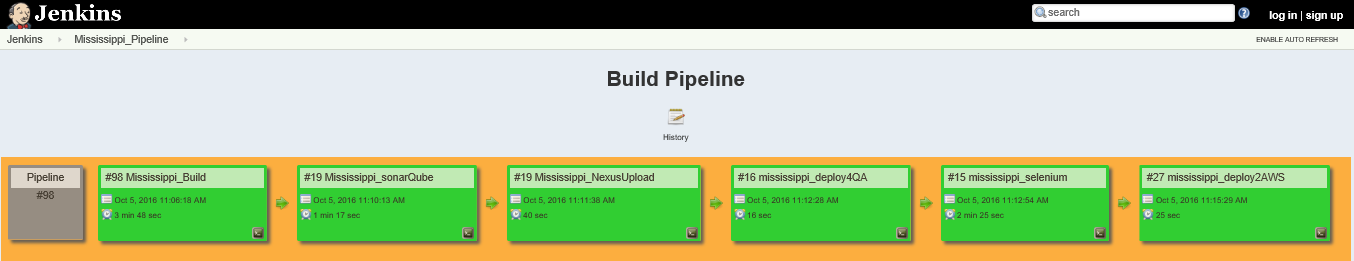 Jenkins
search
log in | sign up
Jenkins
Mississippi_Pipeline
ENABLE AUTO REFRESH
Build Pipeline
History
Pipeline
#98
#98 Mississippi_Build
Oct 5, 2016 11:06:18 AM
3 min 48 sec
#19 Mississippi_sonarQube
Oct 5, 2016 11:10:13 AM
1 min 17 sec
#19 Mississippi_NexusUpload
Oct 5, 2016 11:11:38 AM
40 sec
#16 mississippi_deploy4QA
Oct 5, 2016 11:12:28 AM
16 sec
#15 mississippi_selenium
Oct 5, 2016 11:12:54 AM
2 min 25 sec
#27 mississippi_deploy2AWS
Oct 5, 2016 11:15:29 AM
25 sec